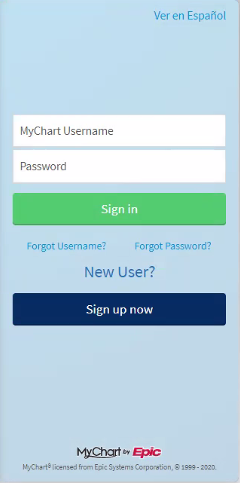 Ver en Español
MyChart Username
Password
Sign in
Forgot Username? Forgot Password?
New User?
Sign up now
MyChart by Epic
MyChart® licensed from Epic Systems Corporation, © 1999 - 2020.